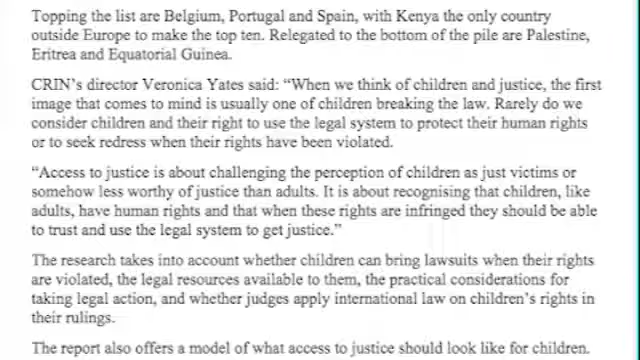 Topping the list are Belgium, Portugal and Spain, with Kenya the only country
outside Europe to make the top ten. Relegated to the bottom of the pile are Palestine,
Eritrea and Equatorial Guinea.
CRIN's director Veronica Yates said: "When we think of children and justice, the first
image that comes to mind is usually one of children breaking the law. Rarely do we
consider children and their right to use the legal system to protect their human rights
or to seek redress when their rights have been violated.
"Access to justice is about challenging the perception of children as just victims or
somehow less worthy of justice than adults. It is about recognising that children, like
adults, have human rights and that when these rights are infringed they should be able
to trust and use the legal system to get justice."
The research takes into account whether children can bring lawsuits when their rights
are violated, the legal resources available to them, the practical considerations for
taking legal action, and whether judges apply international law on children's rights in
their rulings.
The report also offers a model of what access to justice should look like for children.